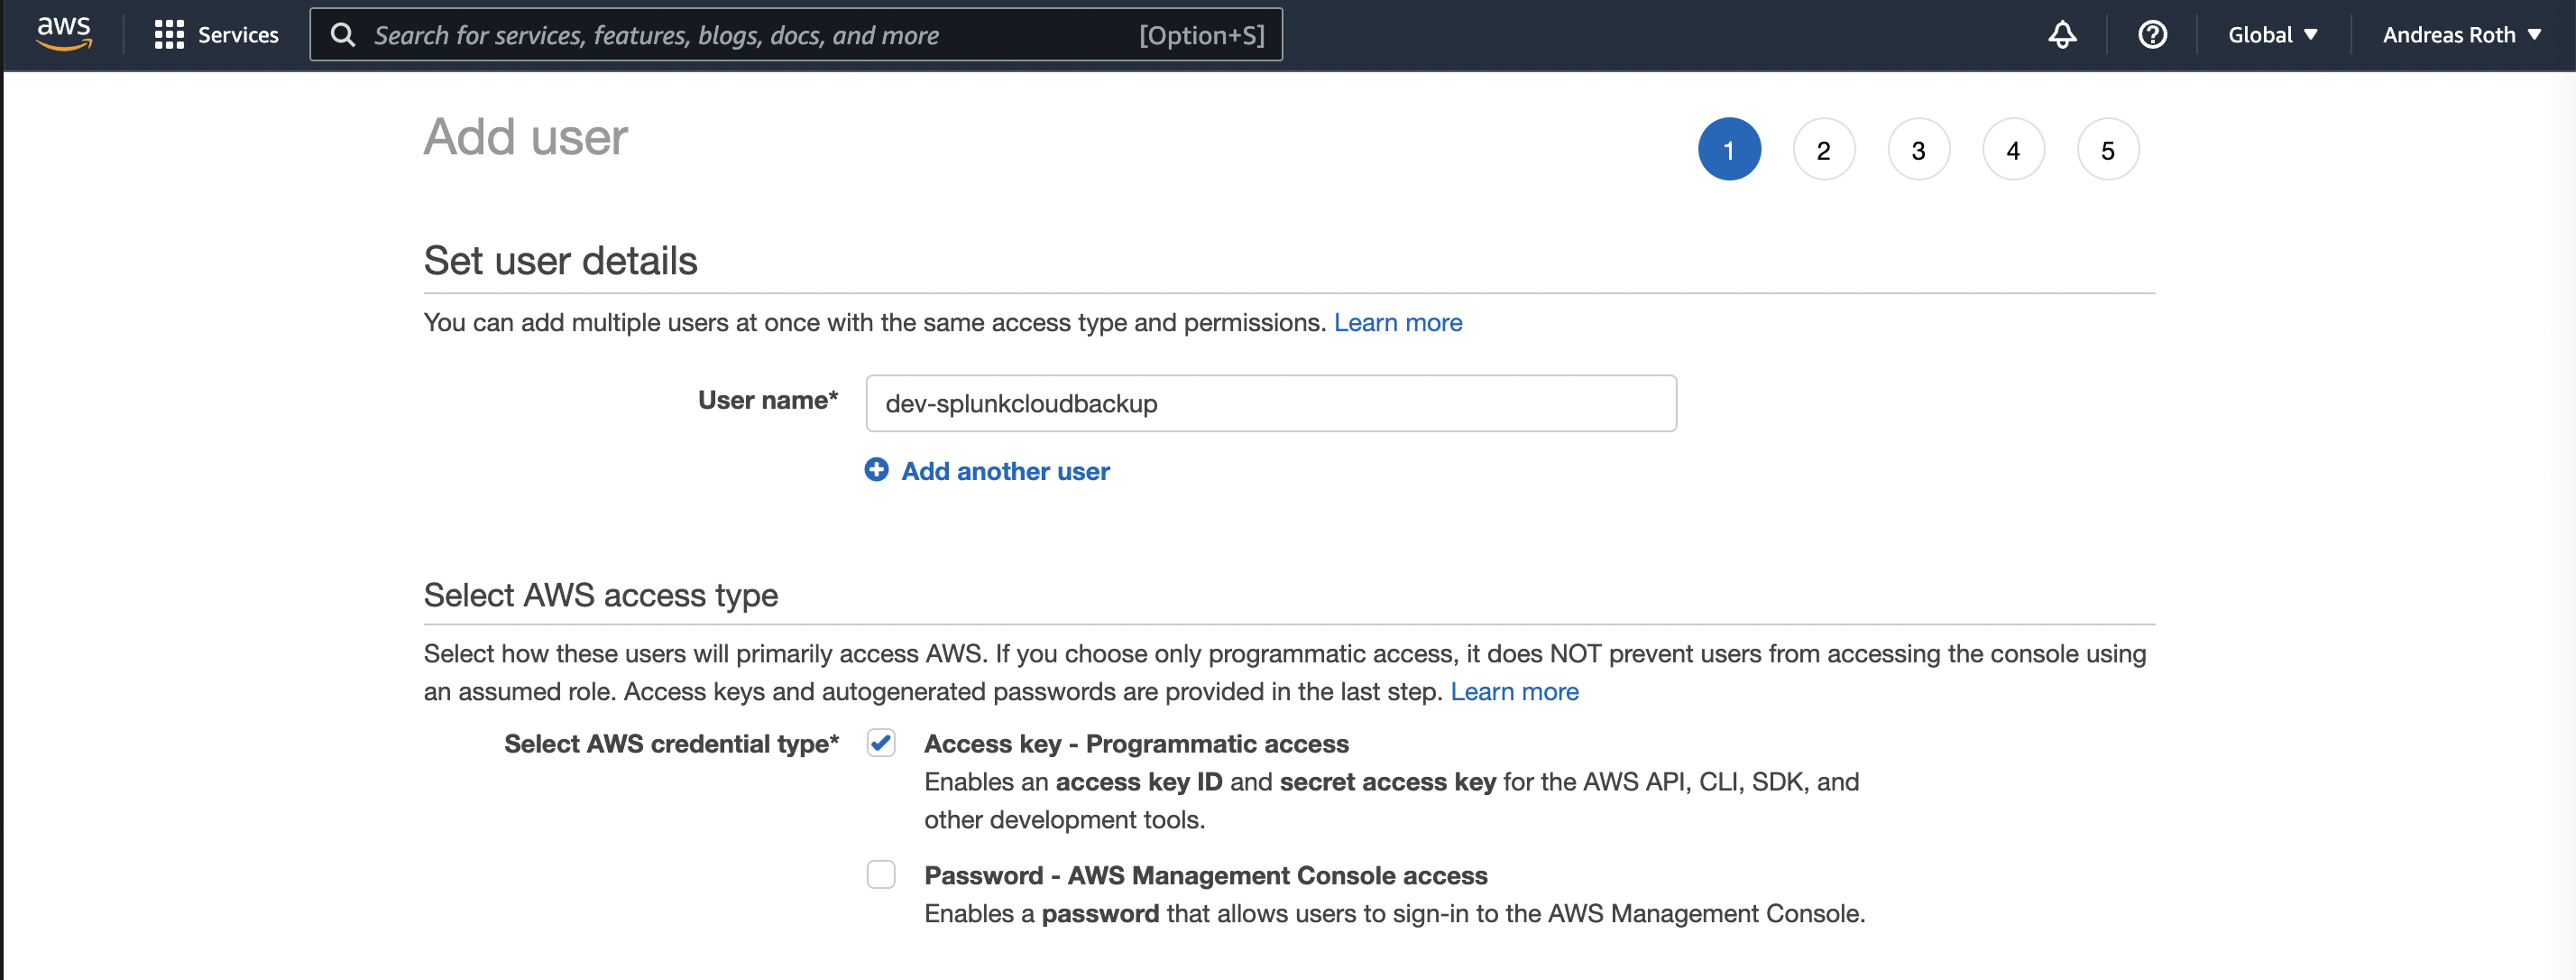 aws Services Search for services, features, blogs, docs, and more [Option+S] Global Andreas Roth
Add user 1 2 3 4 5
Set user details
You can add multiple users at once with the same access type and permissions. Learn more
User name* dev-splunkcloudbackup
Add another user
Select AWS access type
Select how these users will primarily access AWS. If you choose only programmatic access, it does NOT prevent users from accessing the console using
an assumed role. Access keys and autogenerated passwords are provided in the last step. Learn more
Select AWS credential type* Access key - Programmatic access
Enables an access key ID and secret access key for the AWS API, CLI, SDK, and
other development tools.
Password - AWS Management Console access
Enables a password that allows users to sign-in to the AWS Management Console.